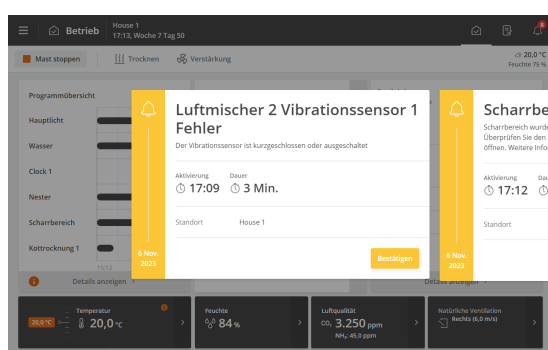 Betrieb
House 1
17:13, Woche 7 Tag 50
8
Mast stoppen
Trocknen
Verstärkung
20,0 °C
Feuchte 75 %
Programmübersicht
Hauptlicht
Wasser
Clock 1
Nester
Scharrbereich
Kottrocknung 1
15/12
Details anzeigen
Luftmischer 2 Vibrationssensor 1
Fehler
Der Vibrationssensor ist kurzgeschlossen oder ausgeschaltet
Aktivierung
Dauer
17:09
3 Min.
Standort
House 1
6 Nov.
2023
Bestätigen
Scharrbe
Scharrbereich wurd
Überprüfen Sie den
öffnen. Weitere Info
Aktivierung
Dau
17:12
Standort
6 Nov.
2023
Details anzeigen
Temperatur
20,0 °C
20,0 °C
Feuchte
84 %
Luftqualität
CO₂ 3.250 ppm
NH₃: 45,0 ppm
Natürliche Ventilation
Rechts (6,0 m/s)